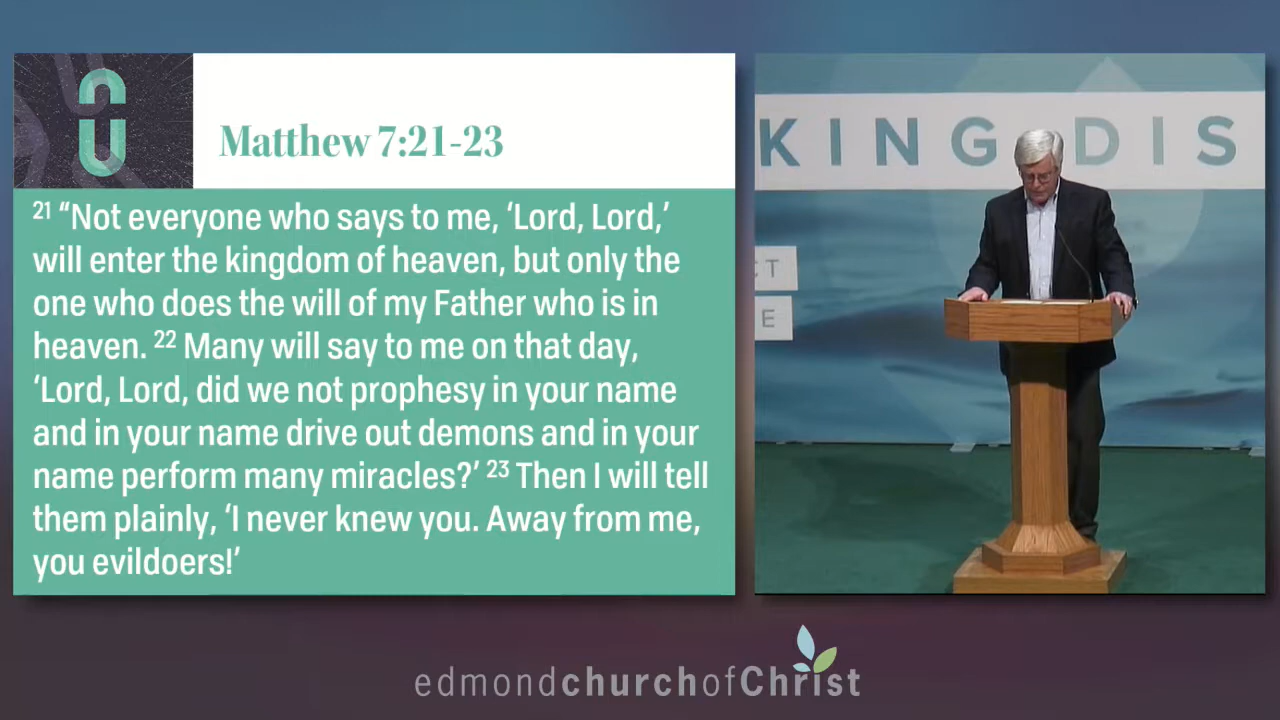 Matthew 7:21-23
21 “Not everyone who says to me, ‘Lord, Lord,’
will enter the kingdom of heaven, but only the
one who does the will of my Father who is in
heaven. 22 Many will say to me on that day,
‘Lord, Lord, did we not prophesy in your name
and in your name drive out demons and in your
name perform many miracles?’ 23 Then I will tell
them plainly, ‘I never knew you. Away from me,
you evildoers!’
KING DIS
CT
E
edmondchurchofChrist